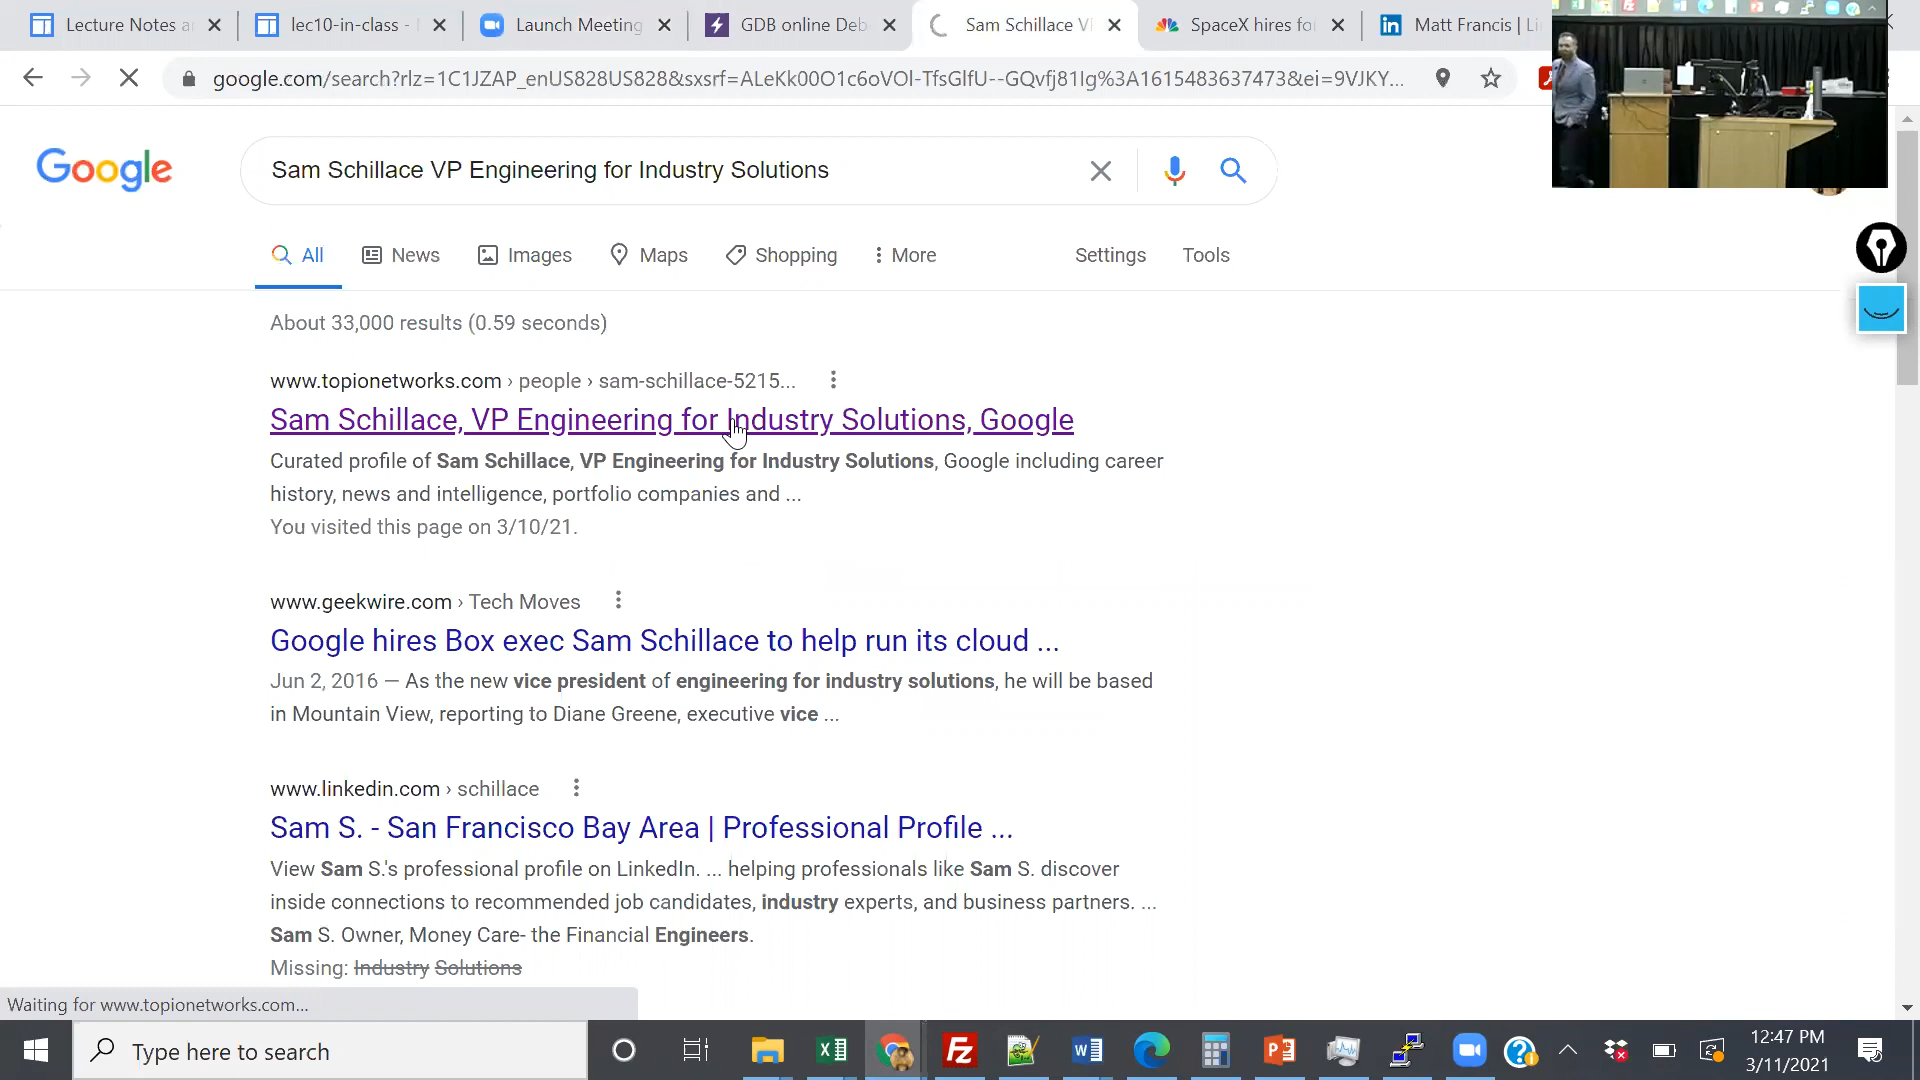 Lecture Notes a
lec10-in-class -
Launch Meeting
GDB online Deb
Sam Schillace V
SpaceX hires fo
Matt Francis | Li
google.com/search?rlz=1C1JZAP_enUS828US828&sxsrf=ALeKk00O1c6oVOl-TfsGlfU--GQvfj81Ig%3A1615483637473&ei=9VJKY...
Google
Sam Schillace VP Engineering for Industry Solutions
All News Images Maps Shopping More Settings Tools
About 33,000 results (0.59 seconds)
www.topionetworks.com › people › sam-schillace-5215...
Sam Schillace, VP Engineering for Industry Solutions, Google
Curated profile of Sam Schillace, VP Engineering for Industry Solutions, Google including career
history, news and intelligence, portfolio companies and ...
You visited this page on 3/10/21.
www.geekwire.com › Tech Moves
Google hires Box exec Sam Schillace to help run its cloud ...
Jun 2, 2016 — As the new vice president of engineering for industry solutions, he will be based
in Mountain View, reporting to Diane Greene, executive vice ...
www.linkedin.com › schillace
Sam S. - San Francisco Bay Area | Professional Profile ...
View Sam S.'s professional profile on LinkedIn. ... helping professionals like Sam S. discover
inside connections to recommended job candidates, industry experts, and business partners. ...
Sam S. Owner, Money Care- the Financial Engineers.
Missing: Industry Solutions
Waiting for www.topionetworks.com...
Type here to search
12:47 PM
3/11/2021